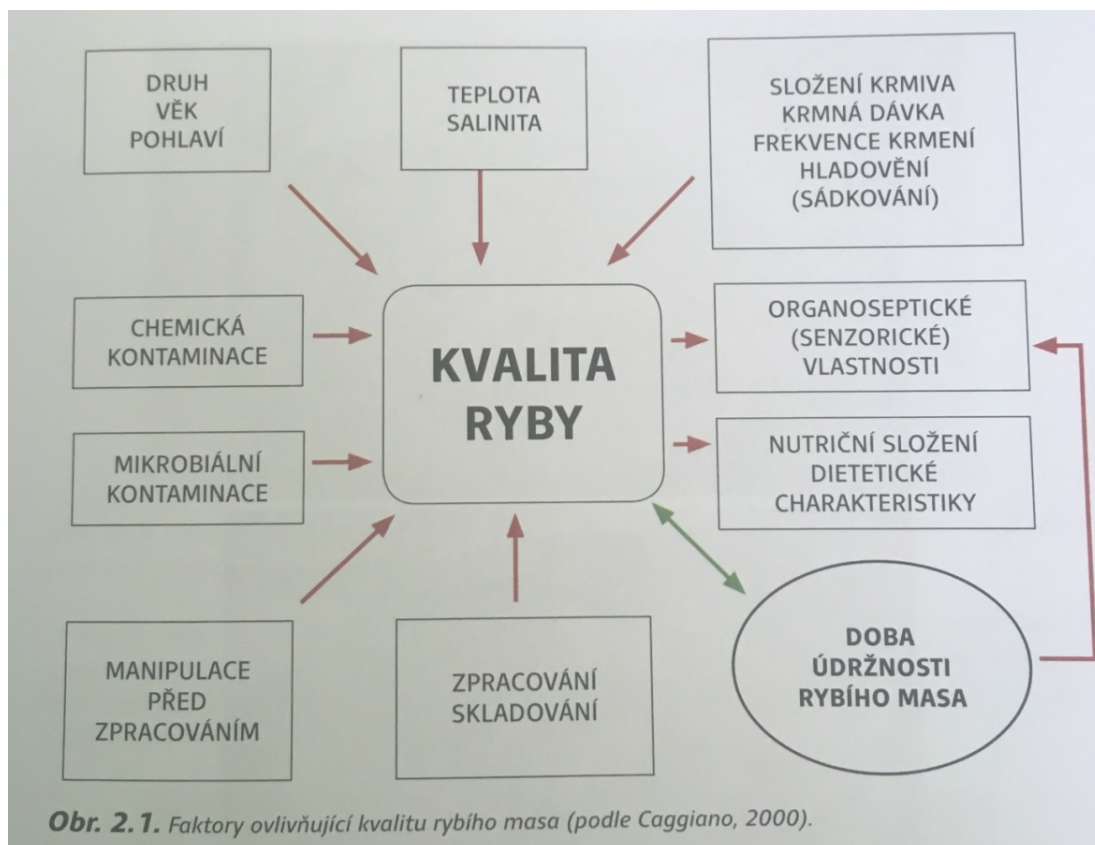 DRUH
VĚK
POHLAVÍ
TEPLOTA
SALINITA
SLOŽENÍ KRMIVA
KRMNÁ DÁVKA
FREKVENCE KRMENÍ
HLADOVĚNÍ
(SÁDKOVÁNÍ)
CHEMICKÁ
KONTAMINACE
KVALITA
RYBY
ORGANOSEPTICKÉ
(SENZORICKÉ)
VLASTNOSTI
MIKROBIÁLNÍ
KONTAMINACE
NUTRIČNÍ SLOŽENÍ
DIETETICKÉ
CHARAKTERISTIKY
MANIPULACE
PŘED
ZPRACOVÁNÍM
ZPRACOVÁNÍ
SKLADOVÁNÍ
DOBA
ÚDRŽNOSTI
RYBÍHO MASA
Obr. 2.1. Faktory ovlivňující kvalitu rybího masa (podle Caggiano, 2000).